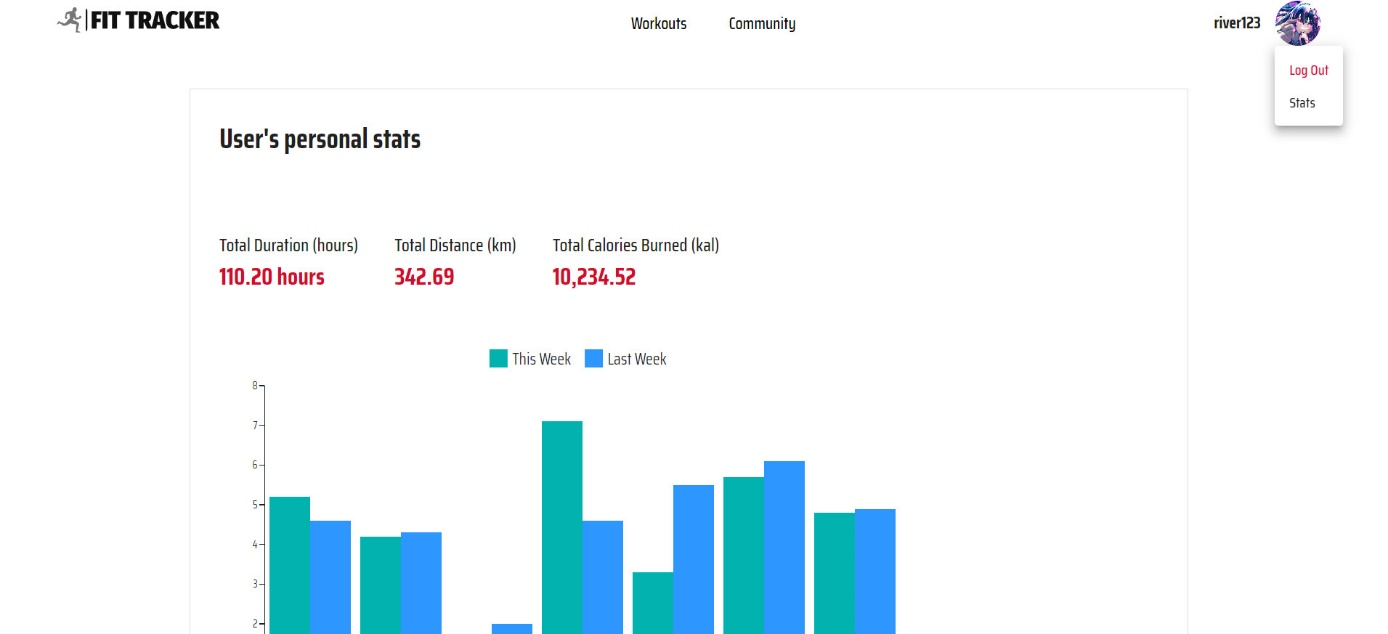 FIT TRACKER
Workouts Community
river123
Log Out
Stats
User's personal stats
Total Duration (hours) Total Distance (km) Total Calories Burned (kal)
110.20 hours 342.69 10,234.52
This Week Last Week
8
7
6
5
4
3
2